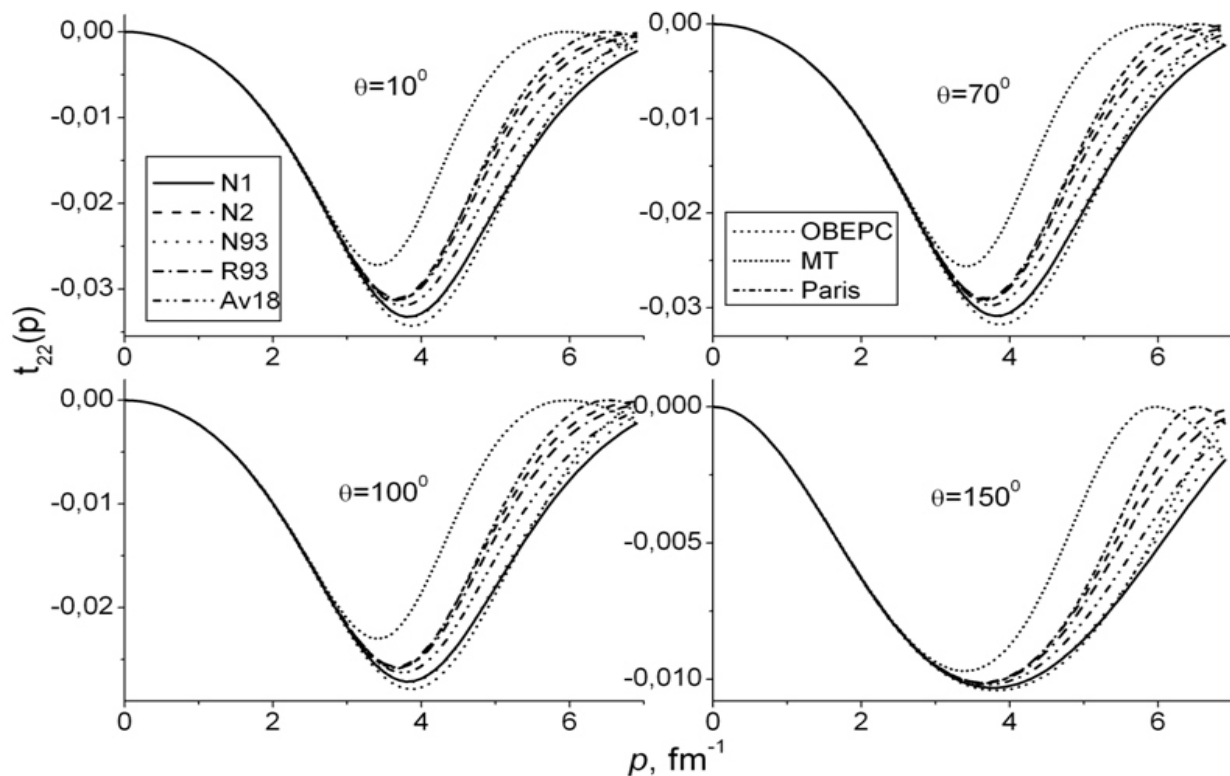 t₂₂(p)
0,00
-0,01
-0,02
-0,03
θ=10⁰
N1
N2
N93
R93
Av18
0 2 4 6
0,00
-0,01
-0,02
-0,03
θ=70⁰
OBEPC
MT
Paris
0 2 4 6
0,00
-0,01
-0,02
θ=100⁰
0 2 4 6
0,000
-0,005
-0,010
θ=150⁰
0 2 4 6
p, fm⁻¹